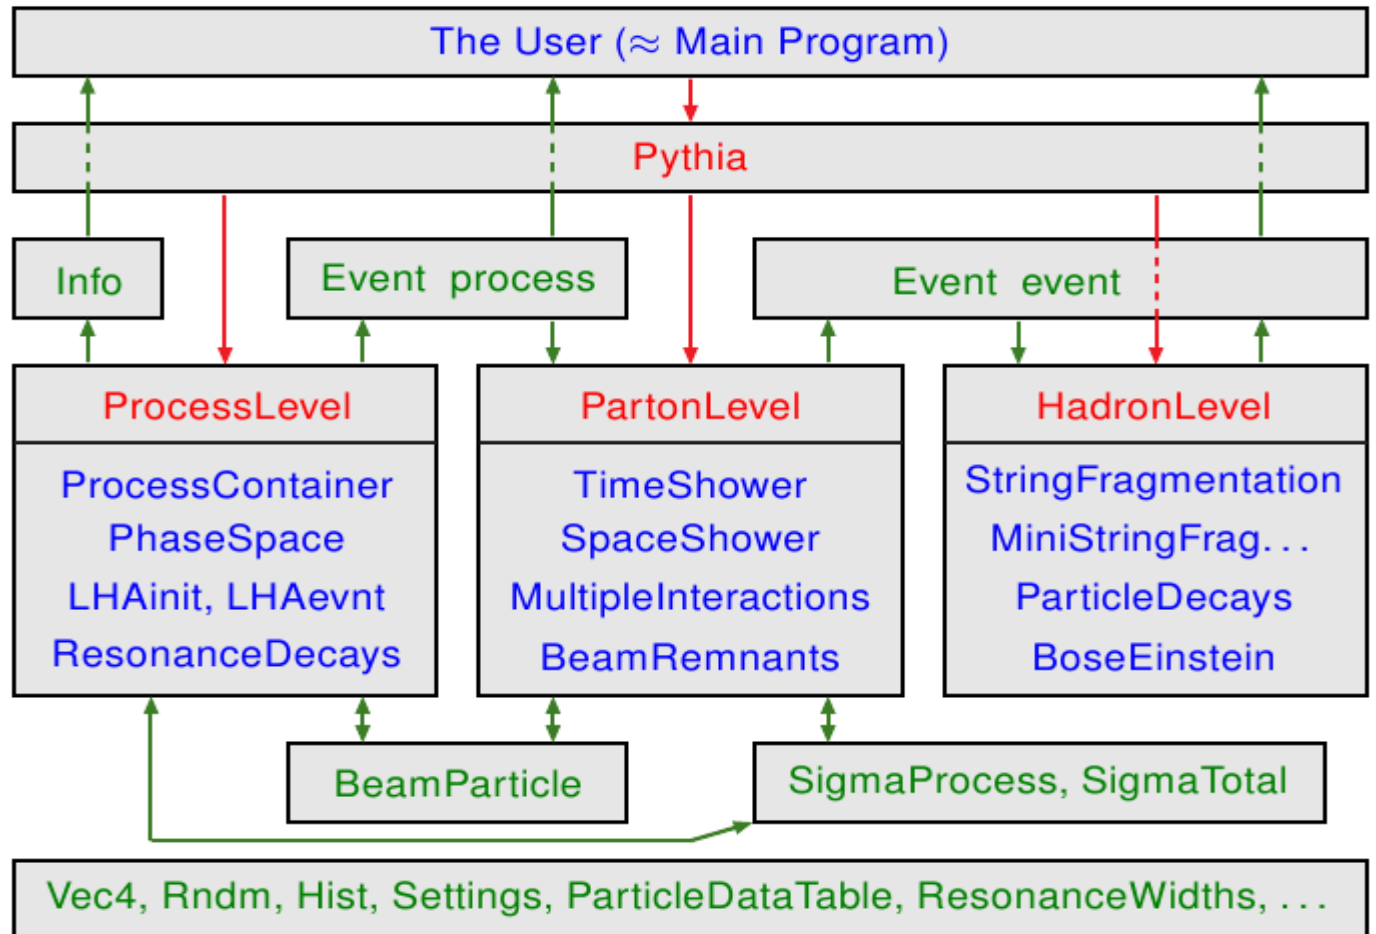 The User (≈ Main Program)
Pythia
Info
Event process
Event event
ProcessLevel
ProcessContainer
PhaseSpace
LHAinit, LHAevnt
ResonanceDecays
PartonLevel
TimeShower
SpaceShower
MultipleInteractions
BeamRemnants
HadronLevel
StringFragmentation
MiniStringFrag...
ParticleDecays
BoseEinstein
BeamParticle
SigmaProcess, SigmaTotal
Vec4, Rndm, Hist, Settings, ParticleDataTable, ResonanceWidths, ...